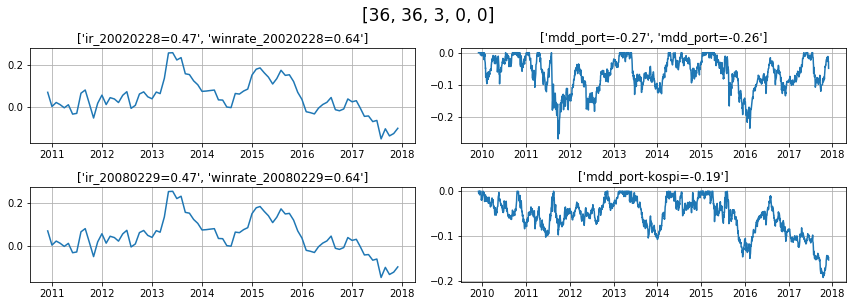 [36, 36, 3, 0, 0]
['ir_20020228=0.47', 'winrate_20020228=0.64']
0.2
0.0
2011 2012 2013 2014 2015 2016 2017 2018
['mdd_port=-0.27', 'mdd_port=-0.26']
0.0
−0.1
−0.2
2010 2011 2012 2013 2014 2015 2016 2017 2018
['ir_20080229=0.47', 'winrate_20080229=0.64']
0.2
0.0
2011 2012 2013 2014 2015 2016 2017 2018
['mdd_port-kospi=-0.19']
0.0
−0.1
−0.2
2010 2011 2012 2013 2014 2015 2016 2017 2018